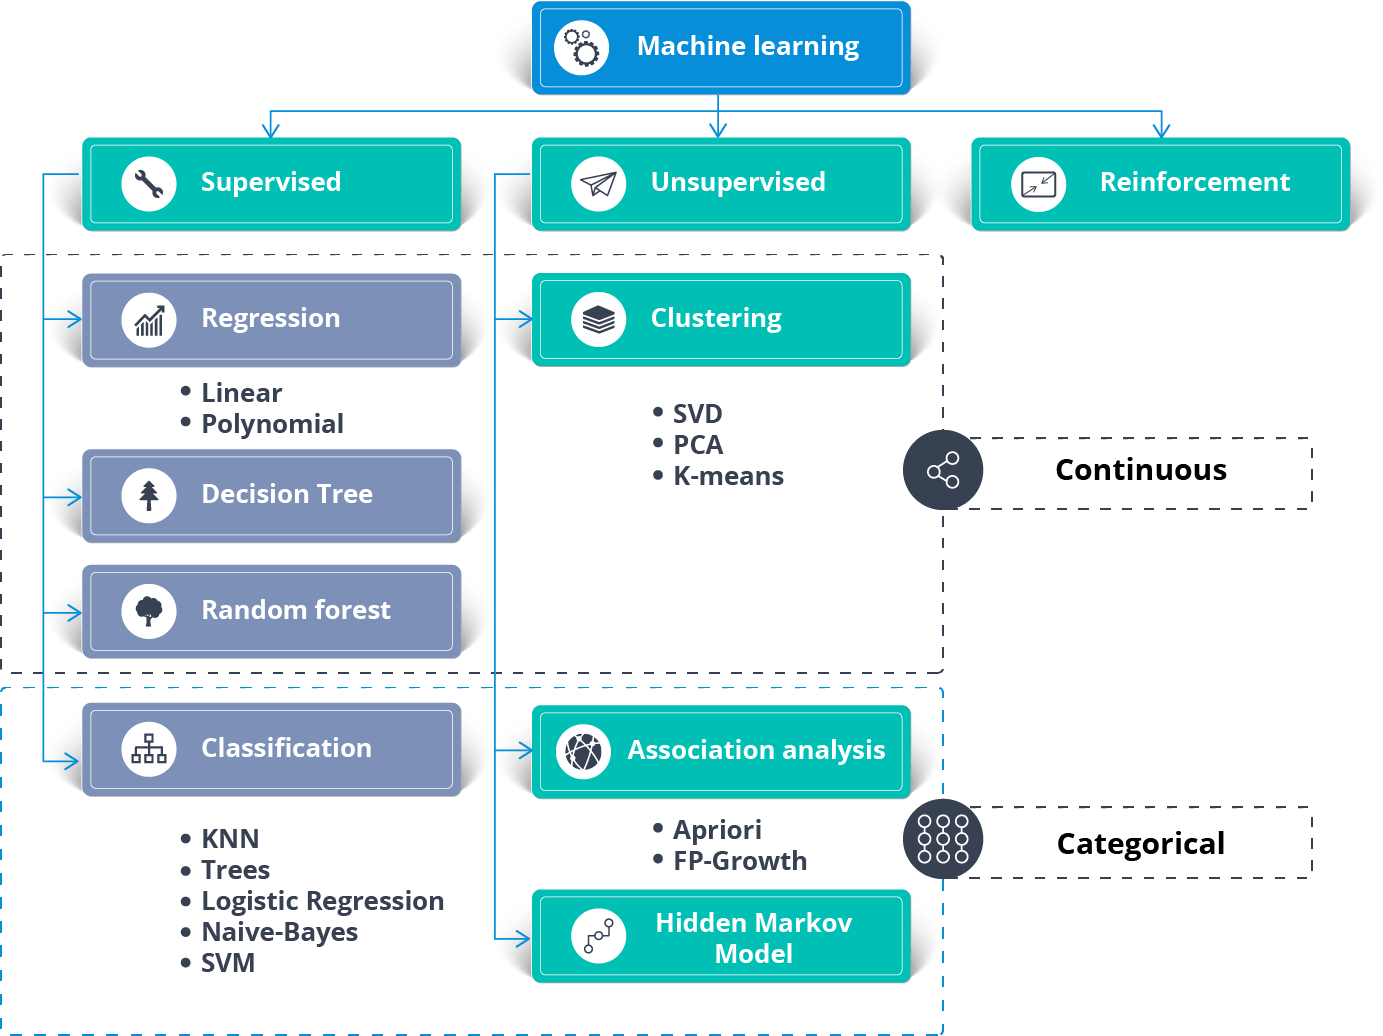 Machine learning
Supervised
Unsupervised
Reinforcement
Regression
• Linear
• Polynomial
Decision Tree
Random forest
Clustering
• SVD
• PCA
• K-means
Continuous
Classification
• KNN
• Trees
• Logistic Regression
• Naive-Bayes
• SVM
Association analysis
• Apriori
• FP-Growth
Hidden Markov
Model
Categorical